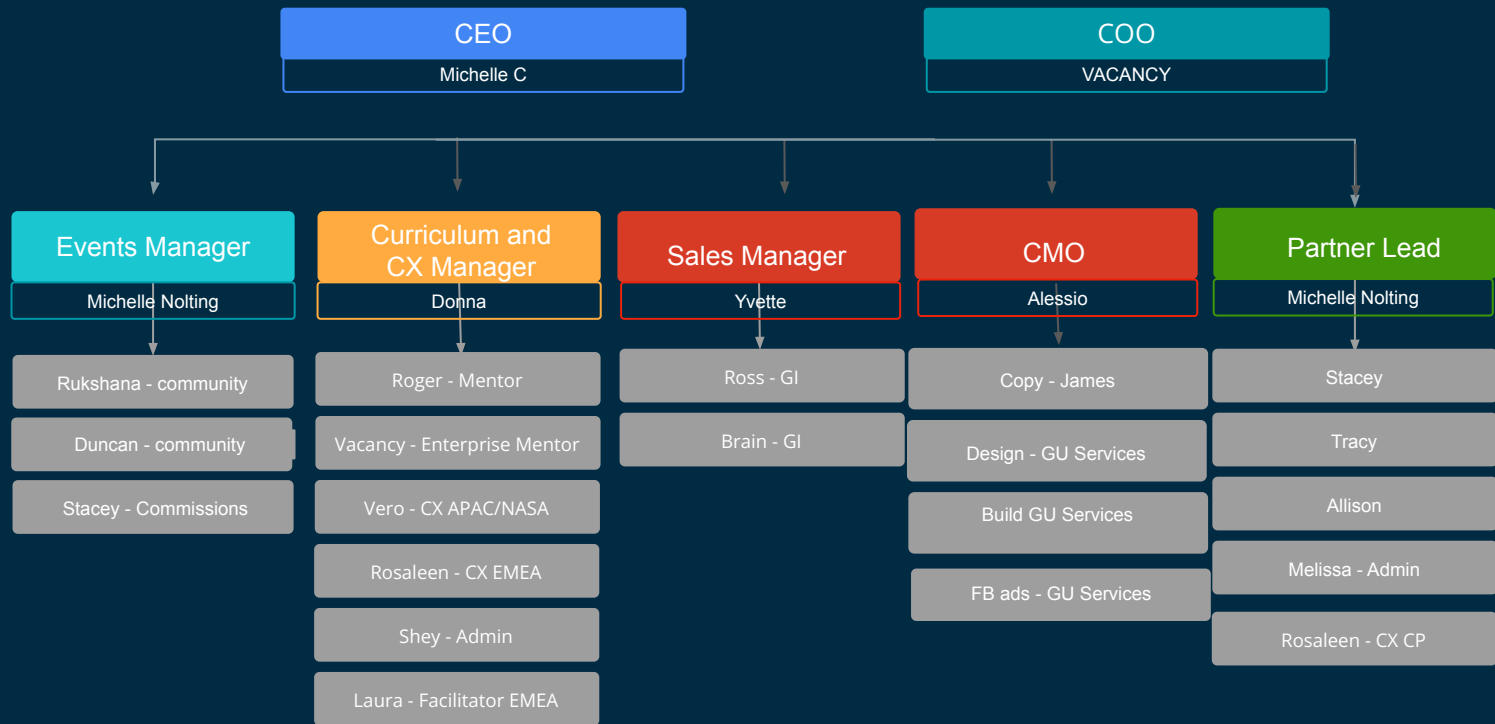 CEO
Michelle C
COO
VACANCY
Events Manager
Michelle Nolting
Rukshana - community
Duncan - community
Stacey - Commissions
Curriculum and
CX Manager
Donna
Roger - Mentor
Vacancy - Enterprise Mentor
Vero - CX APAC/NASA
Rosaleen - CX EMEA
Shey - Admin
Laura - Facilitator EMEA
Sales Manager
Yvette
Ross - GI
Brain - GI
CMO
Alessio
Copy - James
Design - GU Services
Build GU Services
FB ads - GU Services
Partner Lead
Michelle Nolting
Stacey
Tracy
Allison
Melissa - Admin
Rosaleen - CX CP